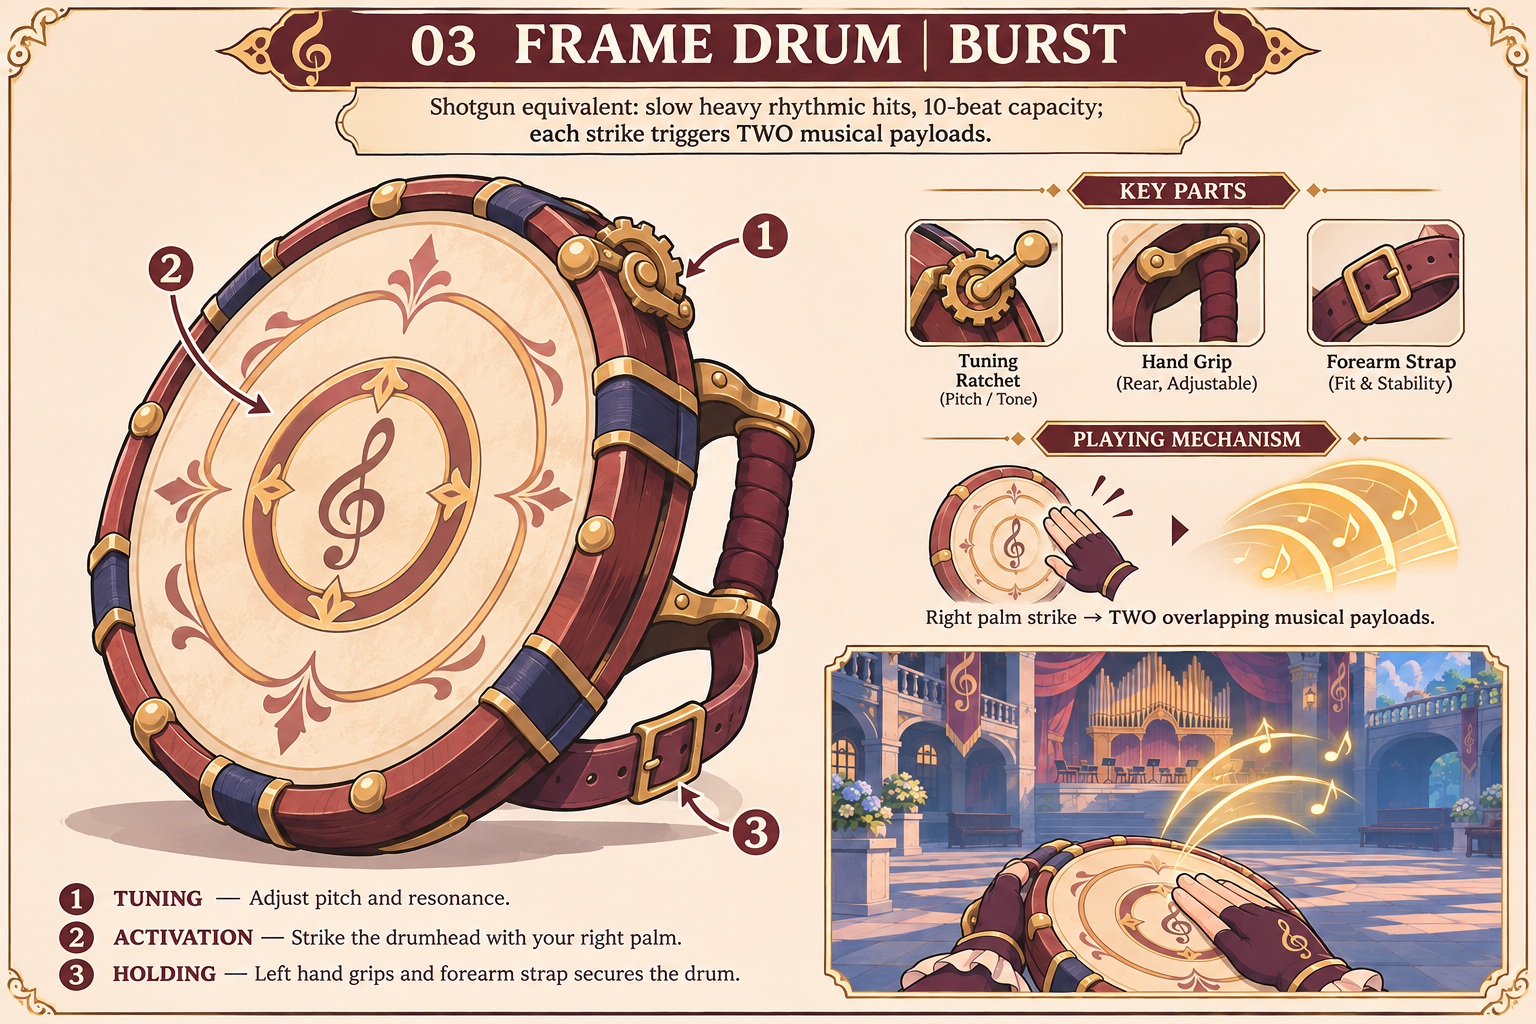 03 FRAME DRUM | BURST
Shotgun equivalent: slow heavy rhythmic hits, 10-beat capacity;
each strike triggers TWO musical payloads.
1
2
3
KEY PARTS
Tuning
Ratchet
(Pitch / Tone)
Hand Grip
(Rear, Adjustable)
Forearm Strap
(Fit & Stability)
PLAYING MECHANISM
Right palm strike → TWO overlapping musical payloads.
1 TUNING — Adjust pitch and resonance.
2 ACTIVATION — Strike the drumhead with your right palm.
3 HOLDING — Left hand grips and forearm strap secures the drum.